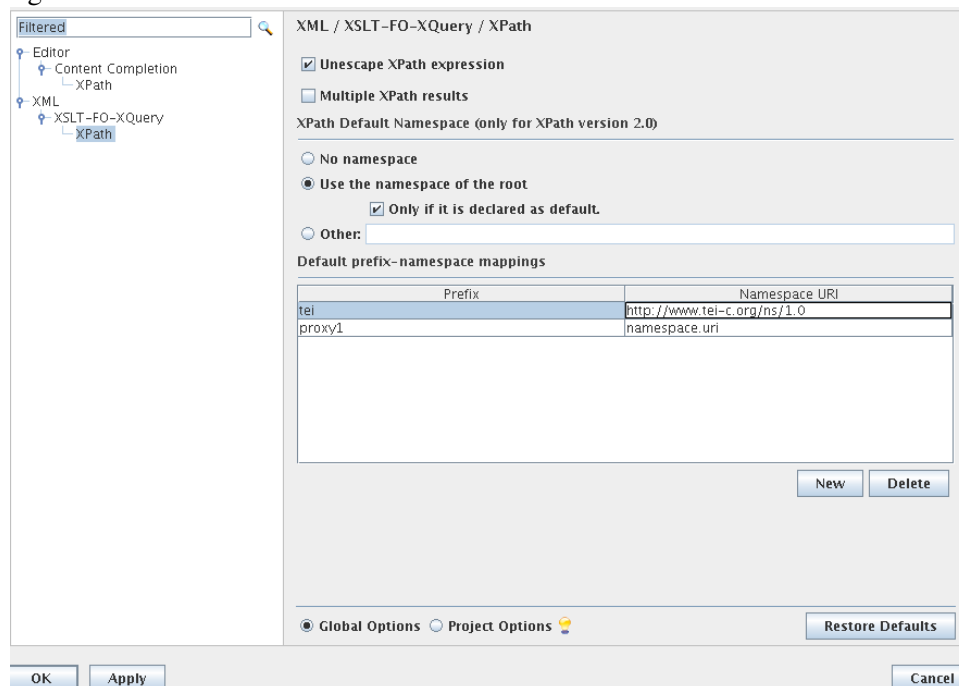 Filtered
Editor
Content Completion
XPath
XML
XSLT-FO-XQuery
XPath
XML / XSLT-FO-XQuery / XPath
Unescape XPath expression
Multiple XPath results
XPath Default Namespace (only for XPath version 2.0)
No namespace
Use the namespace of the root
Only if it is declared as default.
Other:
Default prefix-namespace mappings
Prefix Namespace URI
tei http://www.tei-c.org/ns/1.0
proxy1 namespace.uri
New Delete
Global Options Project Options Restore Defaults
OK Apply Cancel